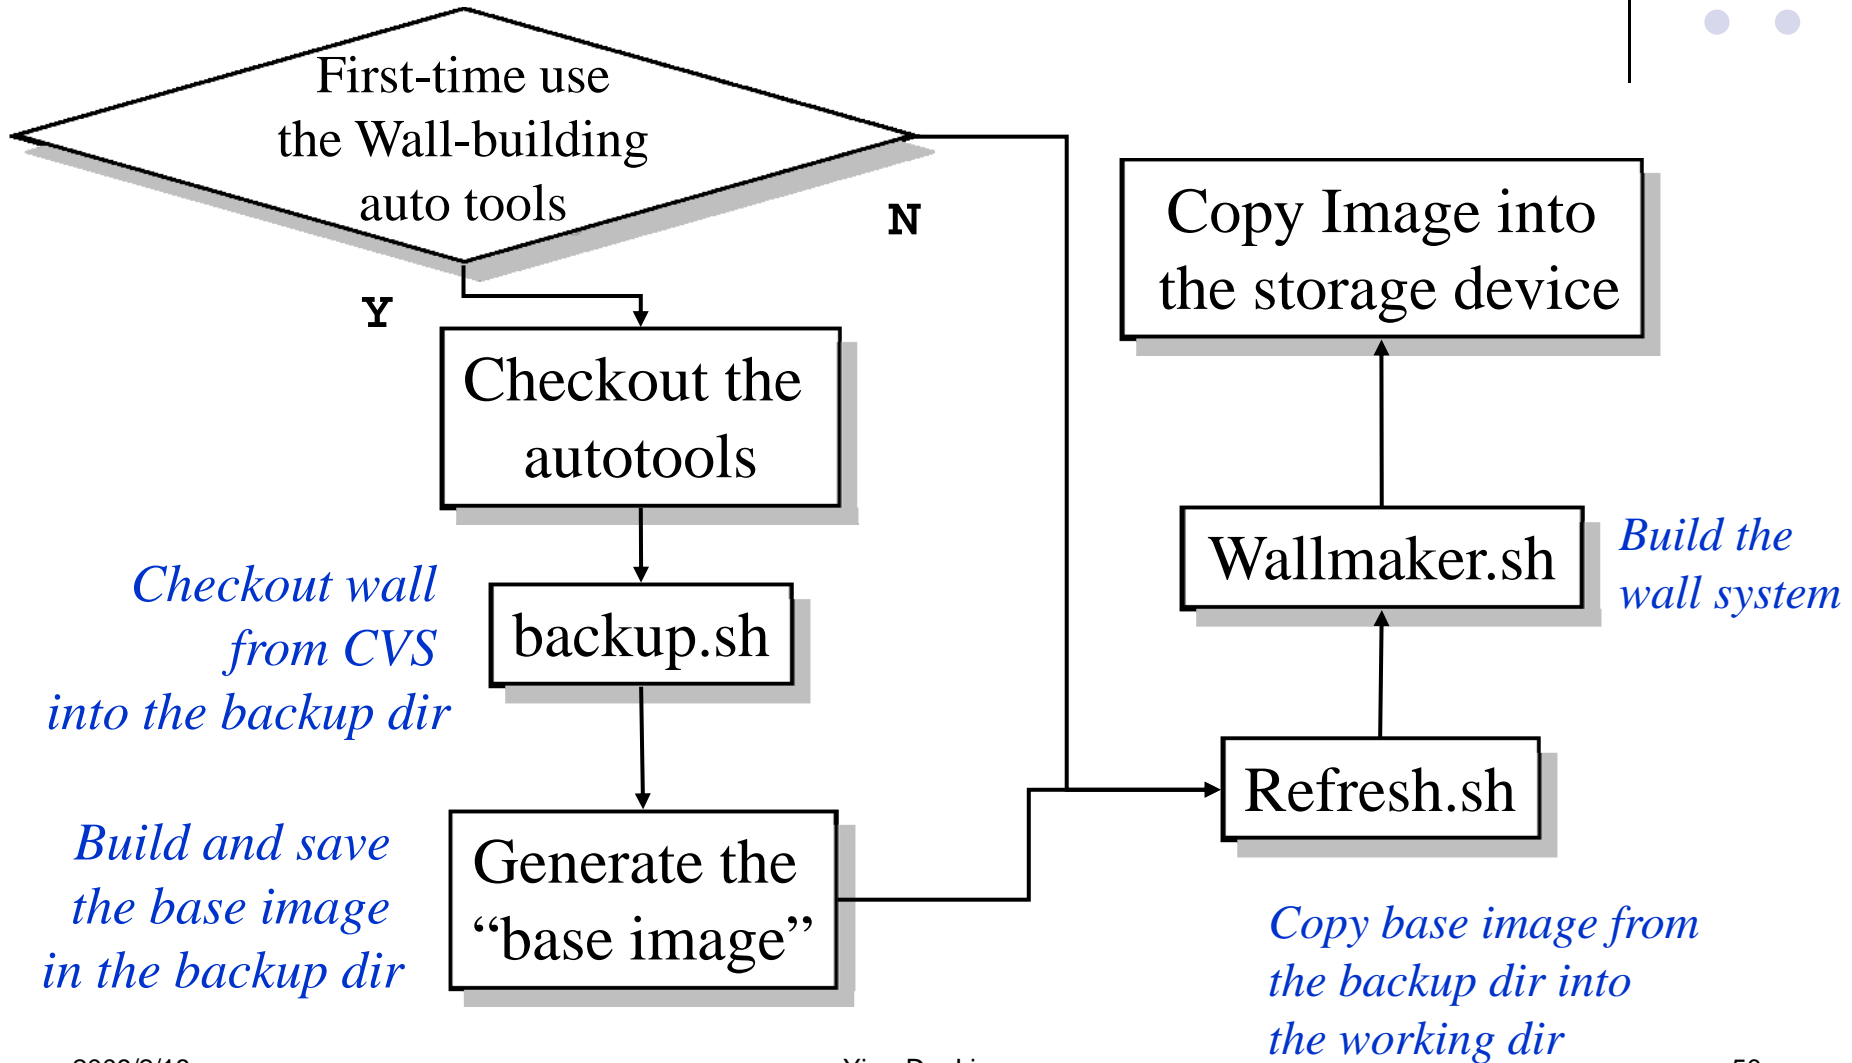 First-time use
the Wall-building
auto tools
N
Y
Checkout the
autotools
Checkout wall
from CVS
into the backup dir
backup.sh
Build and save
the base image
in the backup dir
Generate the
“base image”
Copy Image into
the storage device
Wallmaker.sh
Build the
wall system
Refresh.sh
Copy base image from
the backup dir into
the working dir